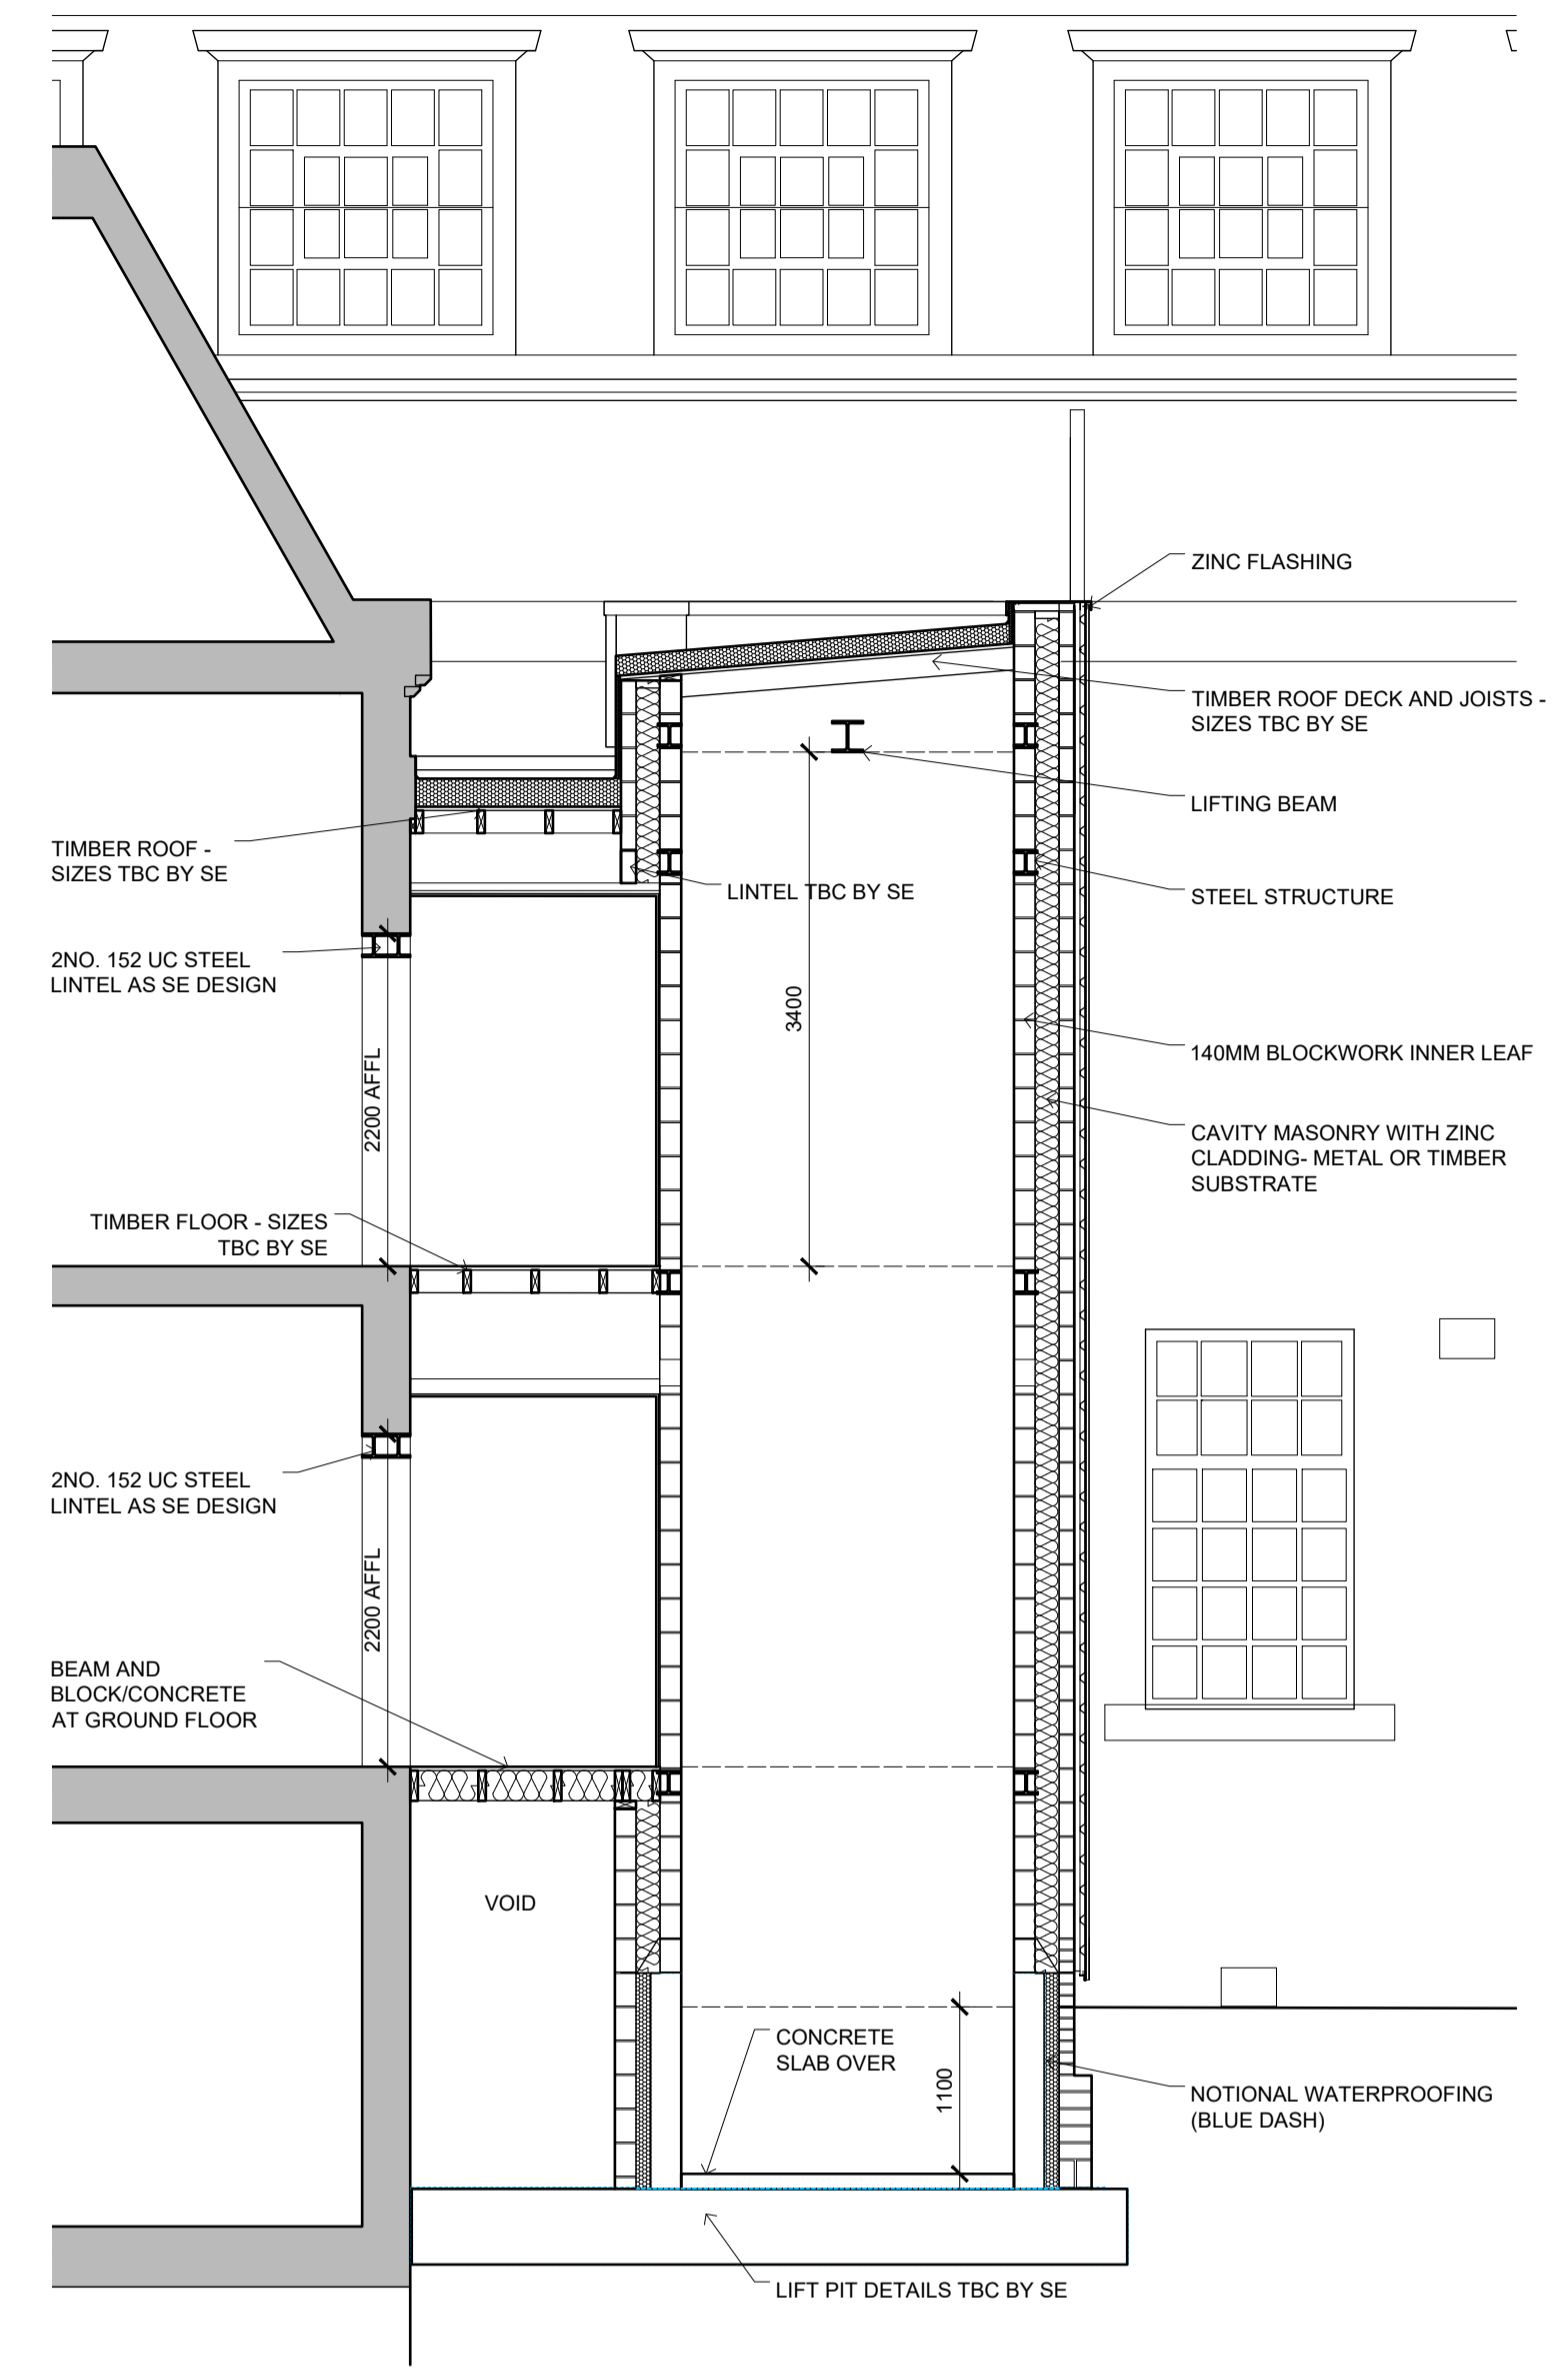 ZINC FLASHING
TIMBER ROOF DECK AND JOISTS -
SIZES TBC BY SE
LIFTING BEAM
TIMBER ROOF -
SIZES TBC BY SE
LINTEL TBC BY SE
STEEL STRUCTURE
2NO. 152 UC STEEL
LINTEL AS SE DESIGN
3400
140MM BLOCKWORK INNER LEAF
2200 AFFL
CAVITY MASONRY WITH ZINC
CLADDING- METAL OR TIMBER
SUBSTRATE
TIMBER FLOOR - SIZES
TBC BY SE
2NO. 152 UC STEEL
LINTEL AS SE DESIGN
2200 AFFL
BEAM AND
BLOCK/CONCRETE
AT GROUND FLOOR
VOID
CONCRETE
SLAB OVER
1100
NOTIONAL WATERPROOFING
(BLUE DASH)
LIFT PIT DETAILS TBC BY SE